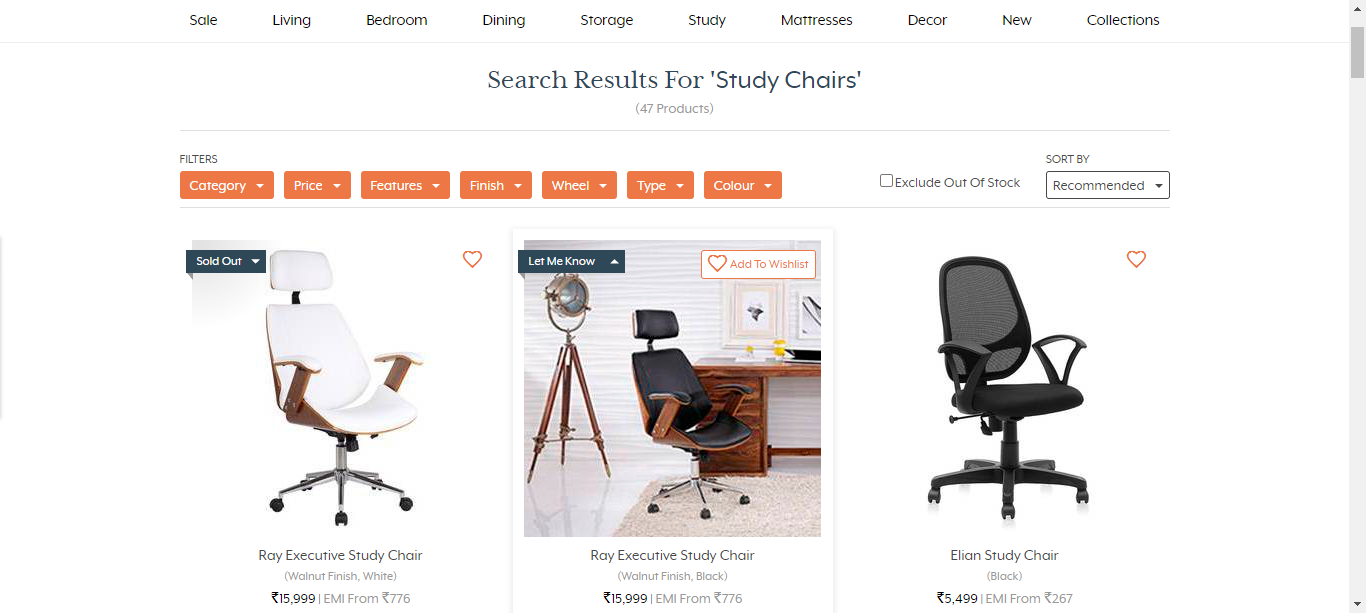 Sale Living Bedroom Dining Storage Study Mattresses Decor New Collections
Search Results For 'Study Chairs'
(47 Products)
FILTERS SORT BY
Category Price Features Finish Wheel Type Colour Exclude Out Of Stock Recommended
Sold Out Let Me Know Add To Wishlist
Ray Executive Study Chair Ray Executive Study Chair Elian Study Chair
(Walnut Finish, White) (Walnut Finish, Black) (Black)
₹15,999 | EMI From ₹776 ₹15,999 | EMI From ₹776 ₹5,499 | EMI From ₹267